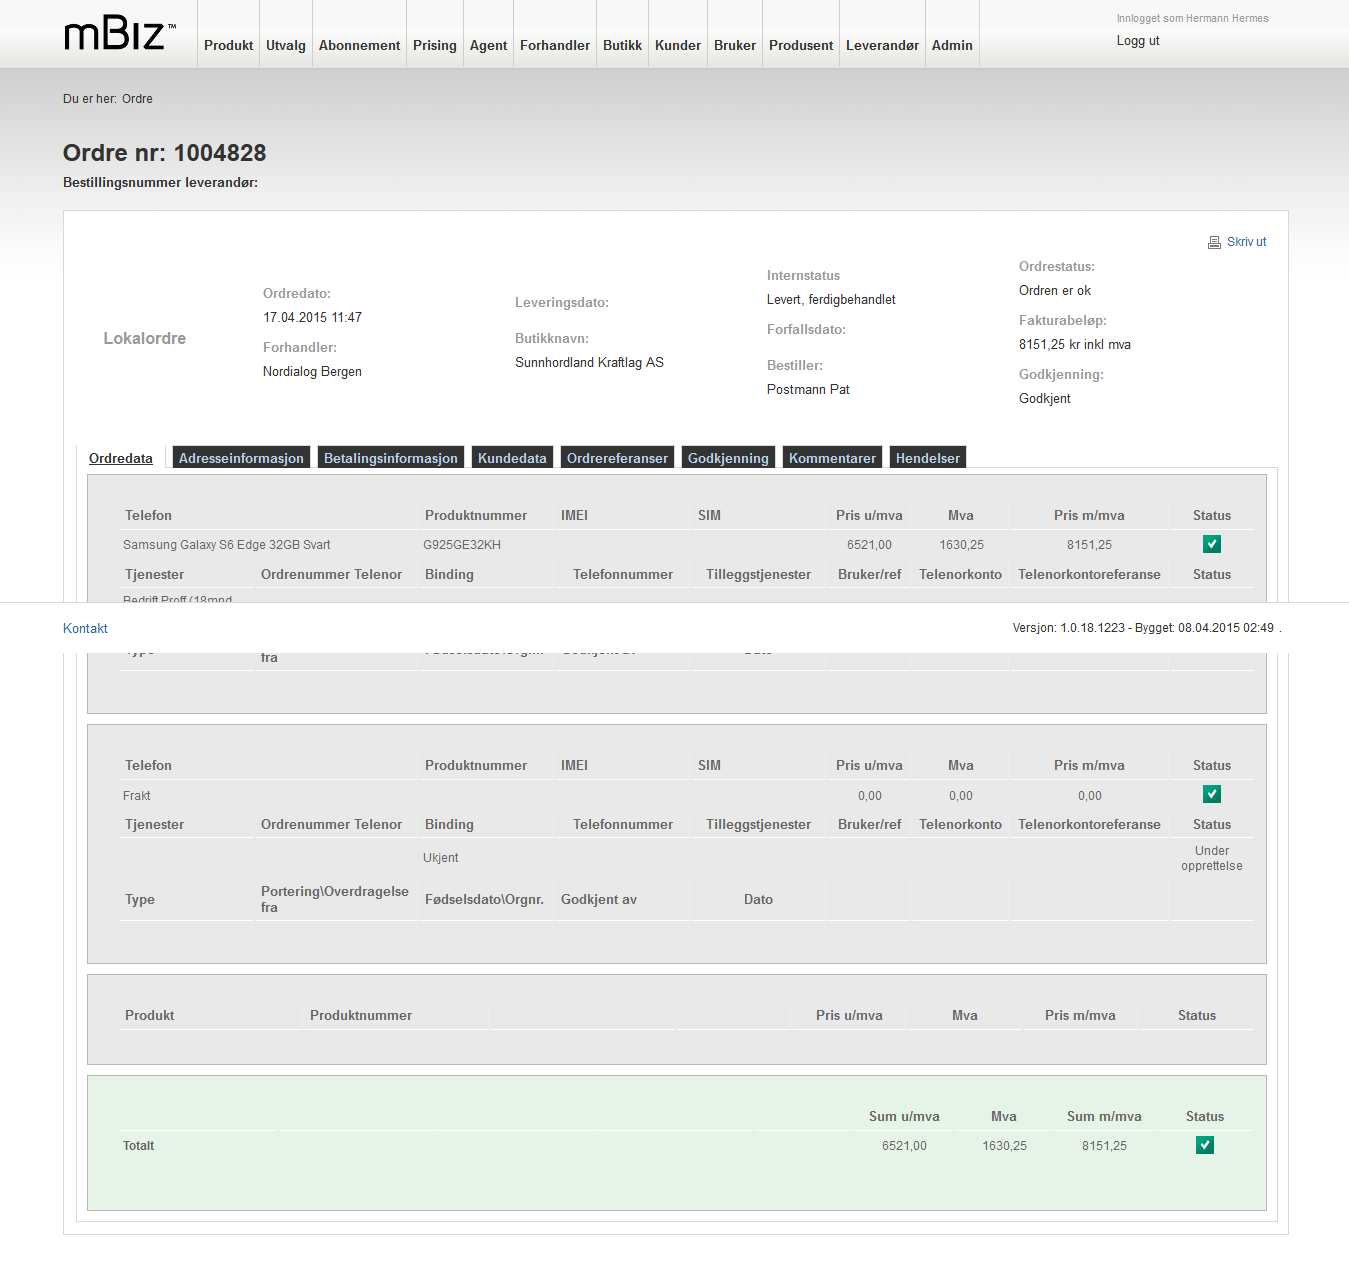 mBiz™
Produkt Utvalg Abonnement Prising Agent Forhandler Butikk Kunder Bruker Produsent Leverandør Admin
Innlogget som Hermann Hermes
Logg ut
Du er her: Ordre
Ordre nr: 1004828
Bestillingsnummer leverandør:
Skriv ut
Lokalordre
Ordredato:
17.04.2015 11:47
Forhandler:
Nordialog Bergen
Leveringsdato:
Butikknavn:
Sunnhordland Kraftlag AS
Internstatus
Levert, ferdigbehandlet
Forfallsdato:
Bestiller:
Postmann Pat
Ordrestatus:
Ordren er ok
Fakturabeløp:
8151,25 kr inkl mva
Godkjenning:
Godkjent
Ordredata Adresseinformasjon Betalingsinformasjon Kundedata Ordrereferanser Godkjenning Kommentarer Hendelser
Telefon Produktnummer IMEI SIM Pris u/mva Mva Pris m/mva Status
Samsung Galaxy S6 Edge 32GB Svart G925GE32KH 6521,00 1630,25 8151,25
Tjenester Ordrenummer Telenor Binding Telefonnummer Tilleggstjenester Bruker/ref Telenorkonto Telenorkontoreferanse Status
Bedrift Proff (18mnd
Kontakt Versjon: 1.0.18.1223 - Bygget: 08.04.2015 02:49 .
fra
Telefon Produktnummer IMEI SIM Pris u/mva Mva Pris m/mva Status
Frakt 0,00 0,00 0,00
Tjenester Ordrenummer Telenor Binding Telefonnummer Tilleggstjenester Bruker/ref Telenorkonto Telenorkontoreferanse Status
Ukjent Under
opprettelse
Type Portering\Overdragelse Fødselsdato\Orgnr. Godkjent av Dato
fra
Produkt Produktnummer Pris u/mva Mva Pris m/mva Status
Sum u/mva Mva Sum m/mva Status
Totalt 6521,00 1630,25 8151,25